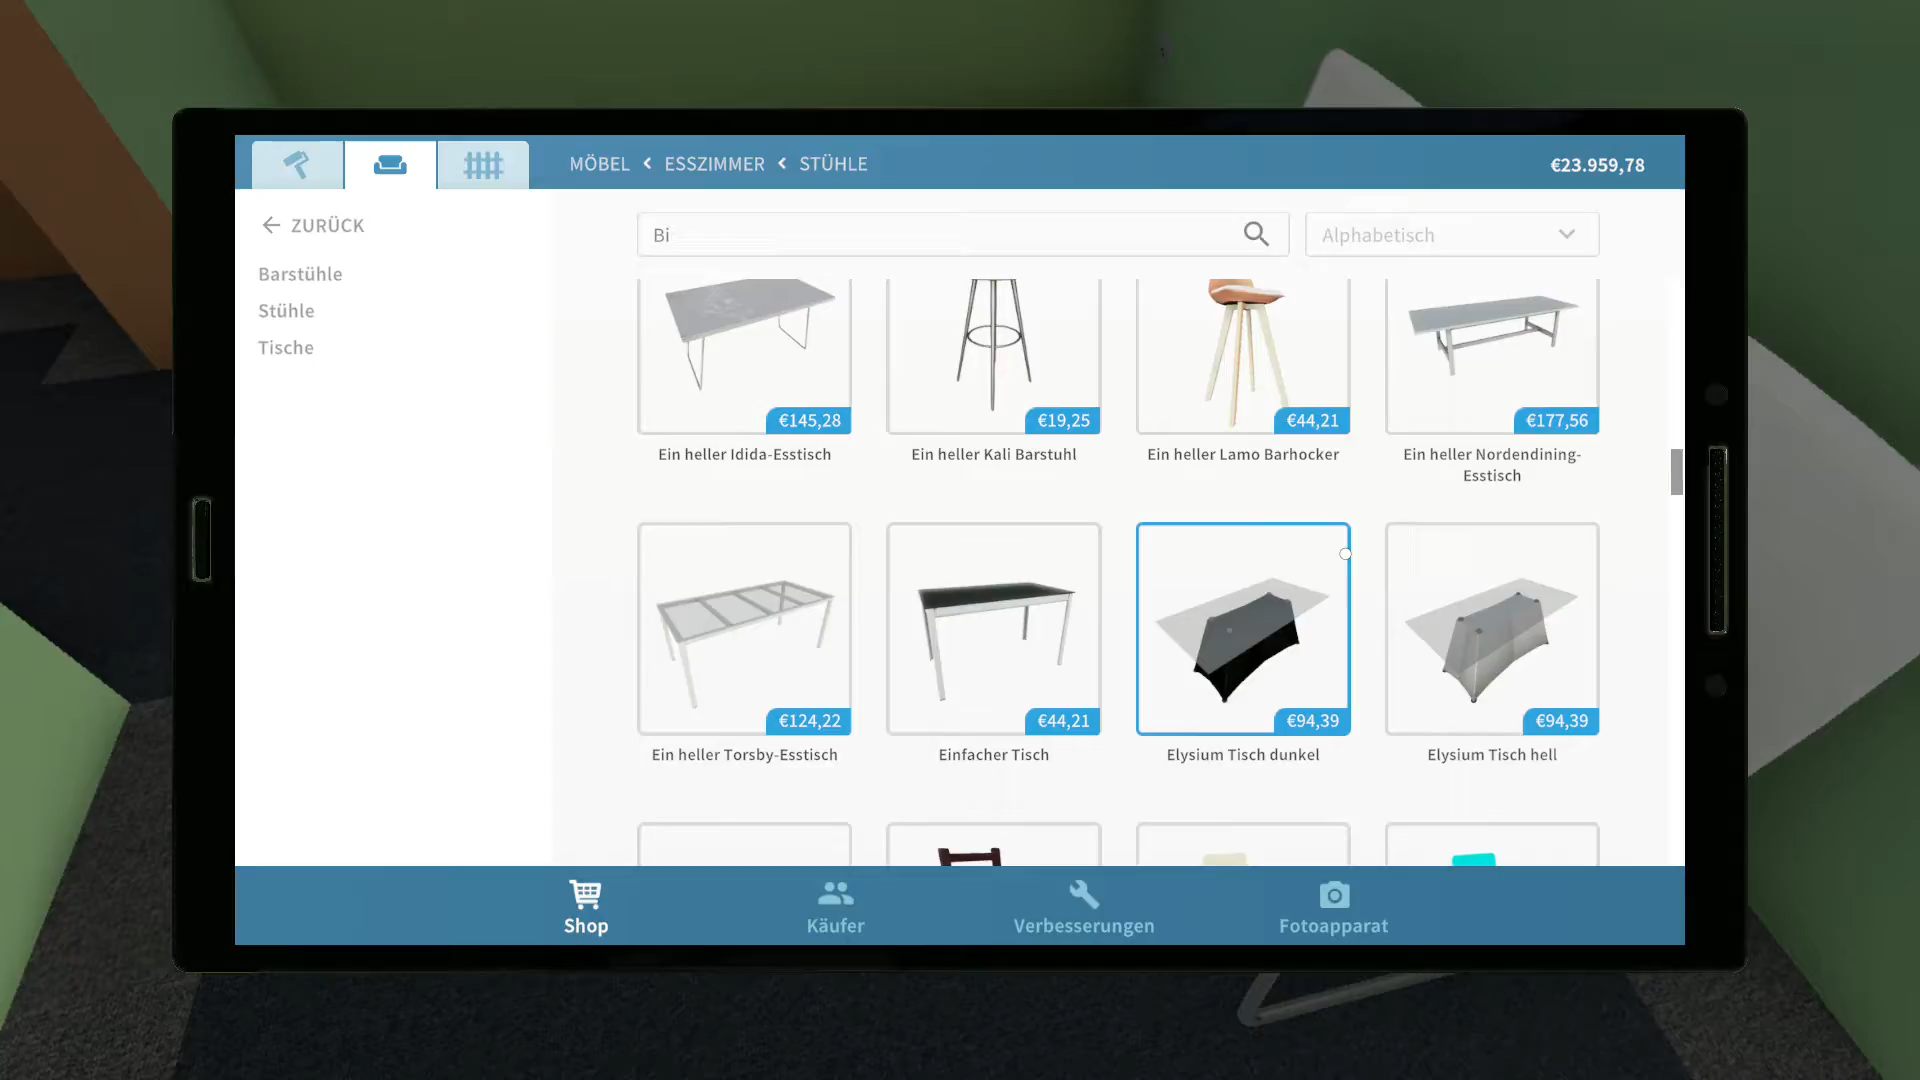 MÖBEL < ESSZIMMER < STÜHLE
€23.959,78
ZURÜCK
Bi
Alphabetisch
Barstühle
Stühle
Tische
€145,28
€19,25
€44,21
€177,56
Ein heller Idida-Esstisch
Ein heller Kali Barstuhl
Ein heller Lamo Barhocker
Ein heller Nordendining-
Esstisch
€124,22
€44,21
€94,39
€94,39
Ein heller Torsby-Esstisch
Einfacher Tisch
Elysium Tisch dunkel
Elysium Tisch hell
Shop
Käufer
Verbesserungen
Fotoapparat